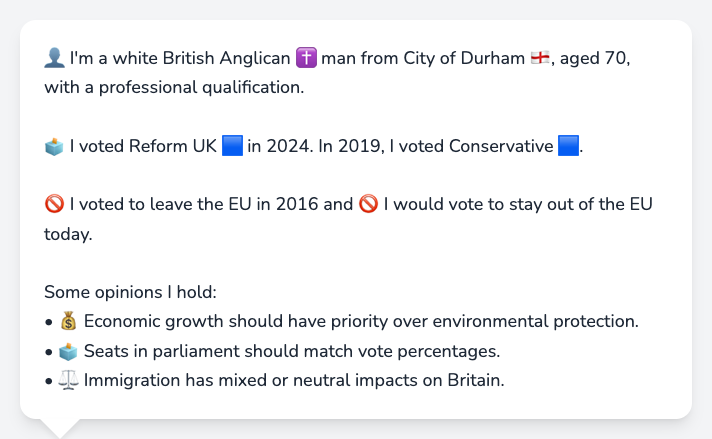 👤 I'm a white British Anglican ✝️ man from City of Durham 🏴󠁧󠁢󠁥󠁮󠁧󠁿, aged 70,
with a professional qualification.
🗳️ I voted Reform UK 🟦 in 2024. In 2019, I voted Conservative 🟦.
🚫 I voted to leave the EU in 2016 and 🚫 I would vote to stay out of the EU
today.
Some opinions I hold:
• 💰 Economic growth should have priority over environmental protection.
• 🗳️ Seats in parliament should match vote percentages.
• ⚖️ Immigration has mixed or neutral impacts on Britain.